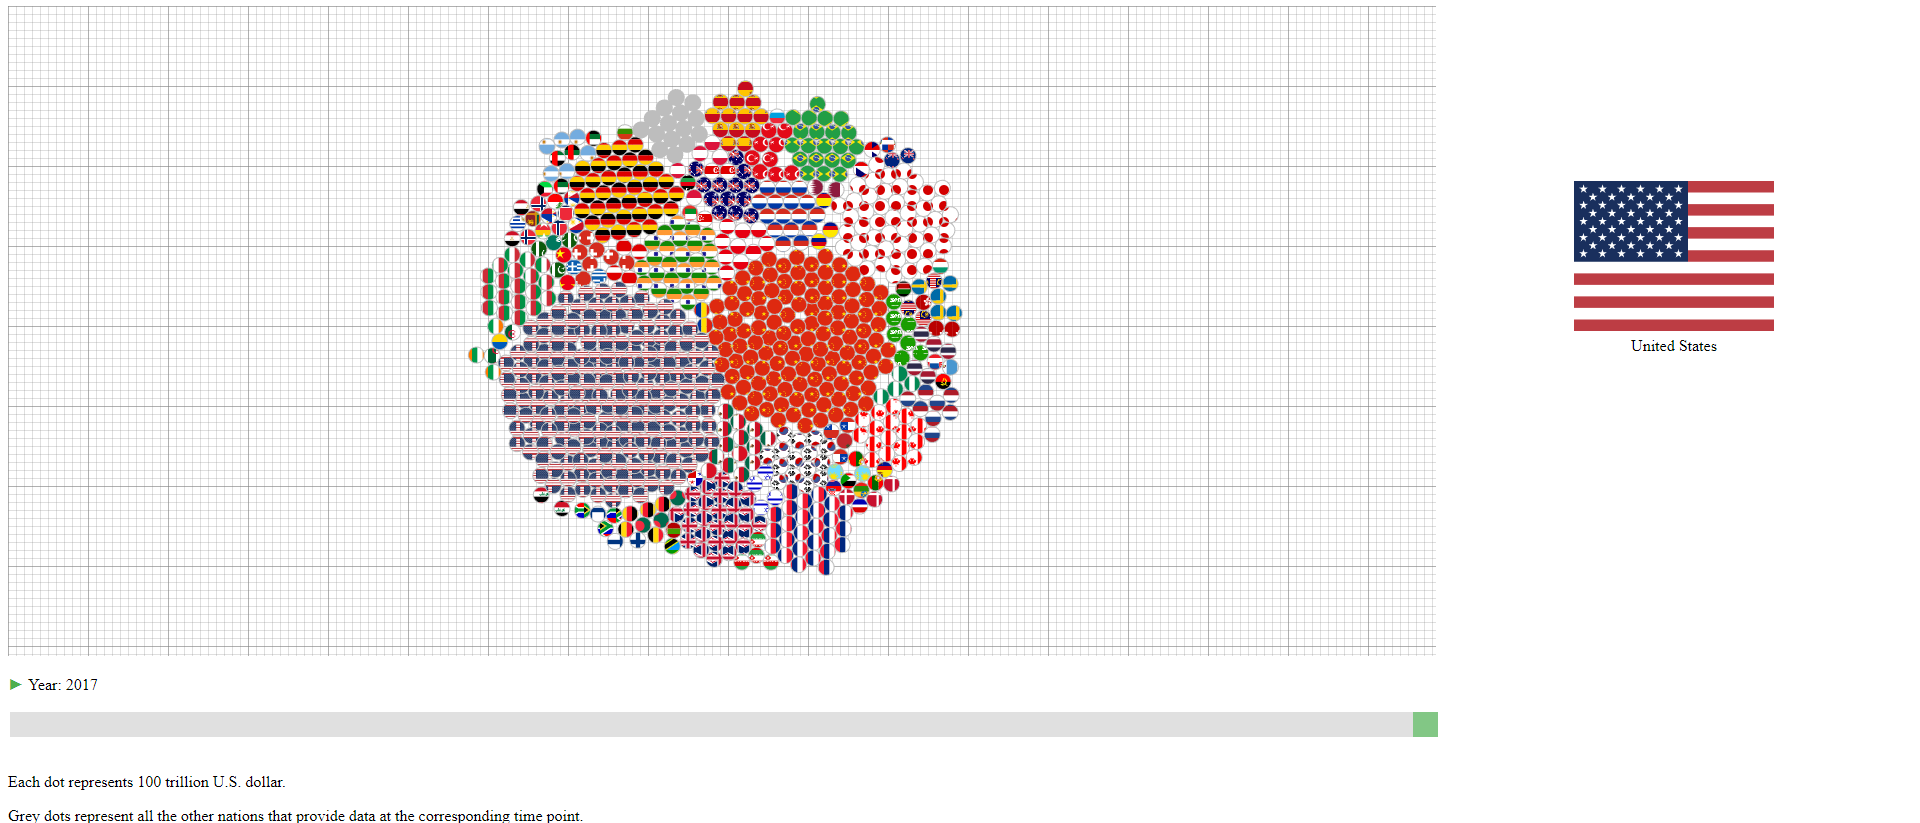 United States
Year: 2017
Each dot represents 100 trillion U.S. dollar.
Grey dots represent all the other nations that provide data at the corresponding time point.